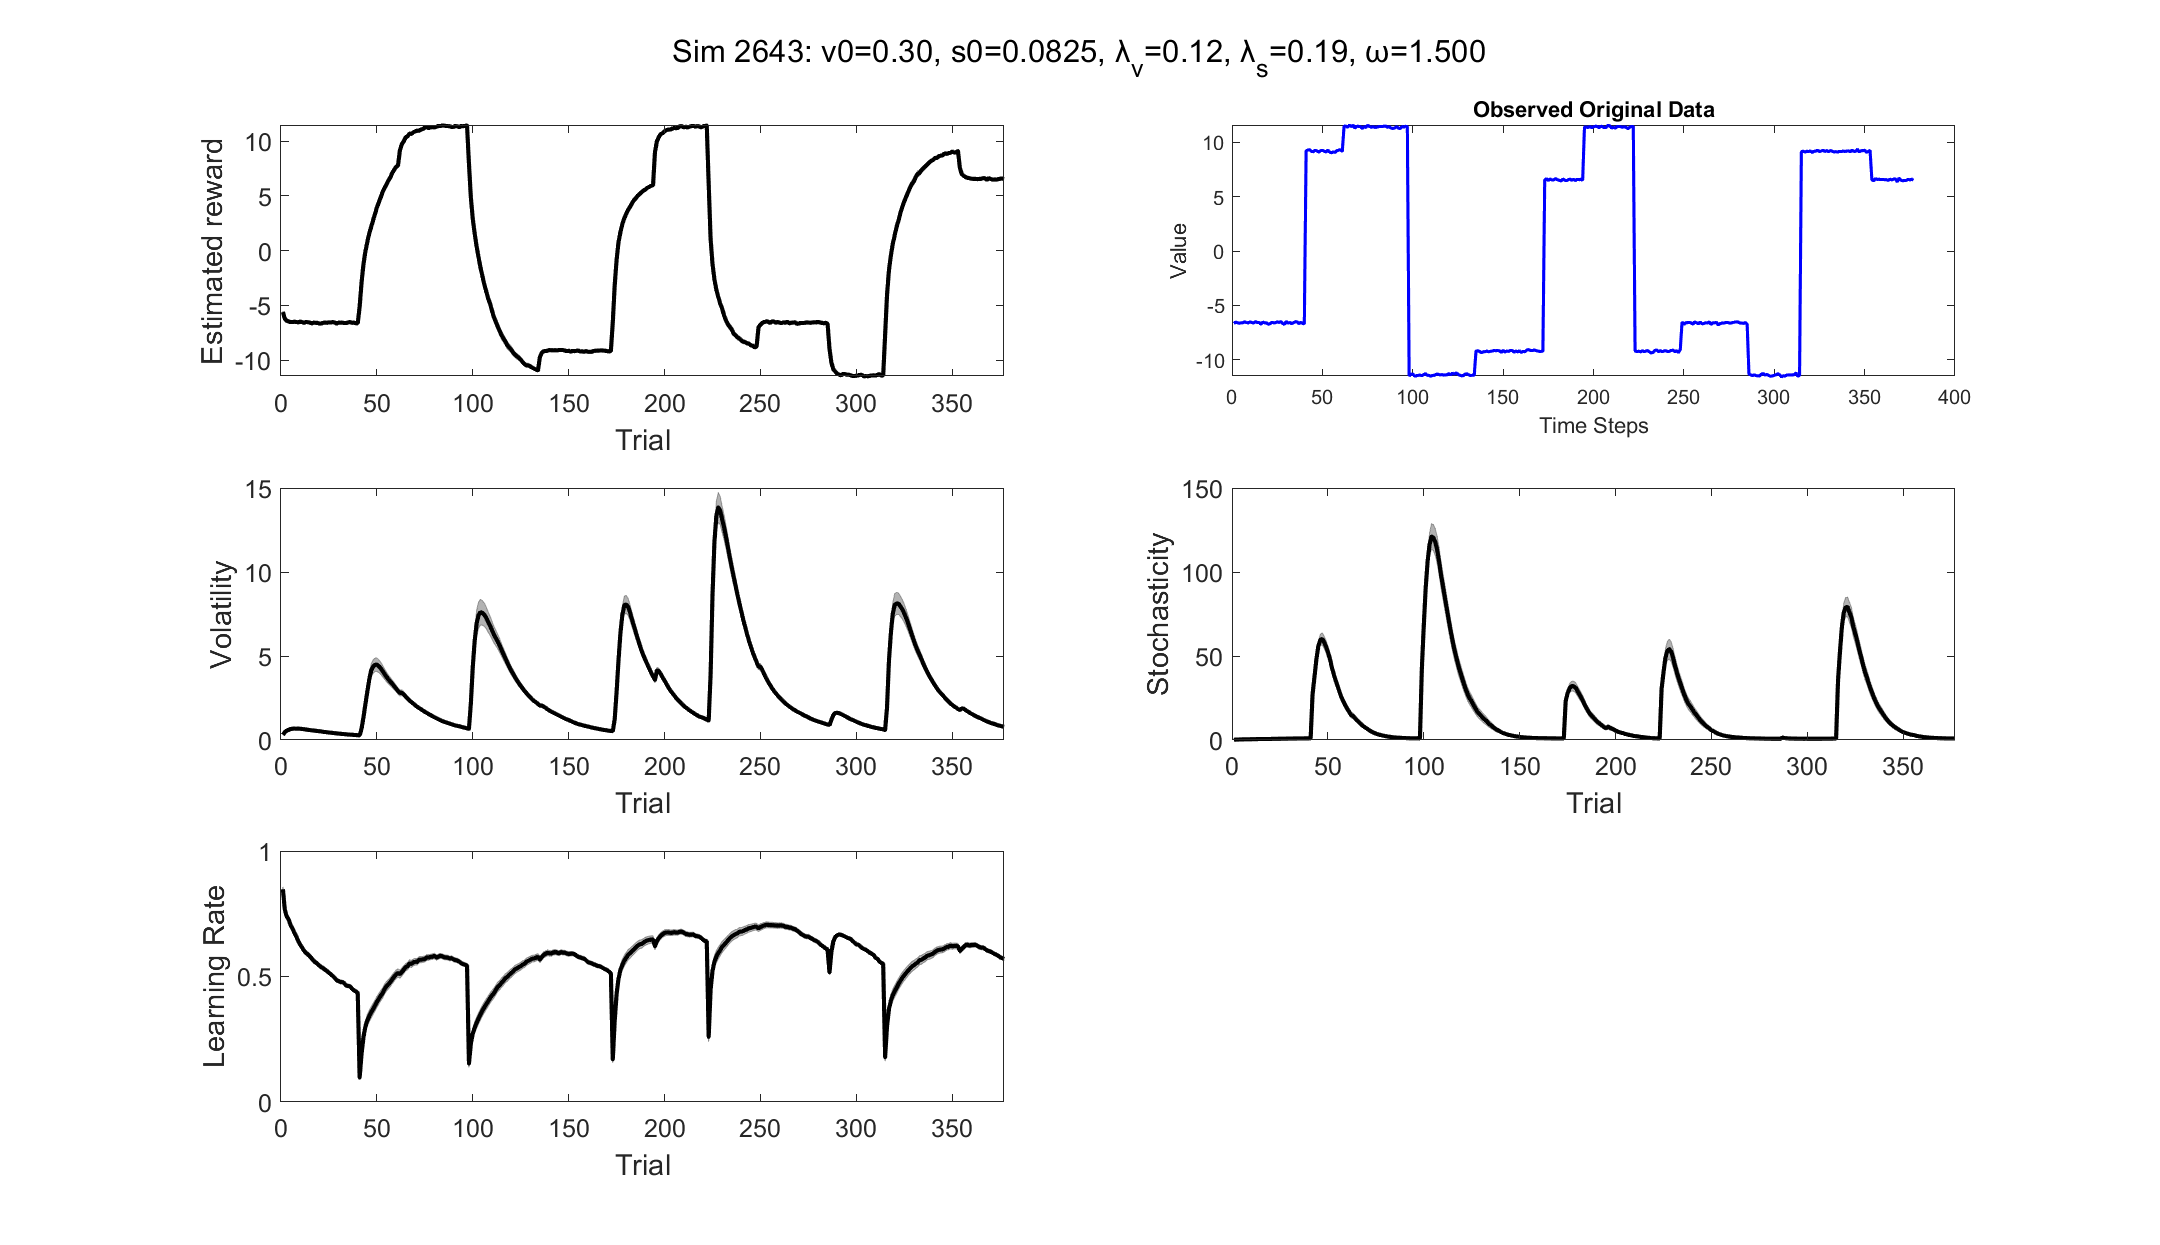 Sim 2643: v0=0.30, s0=0.0825, λv=0.12, λs=0.19, ω=1.500
Estimated reward
10
5
0
-5
-10
0 50 100 150 200 250 300 350
Trial
Observed Original Data
Value
10
5
0
-5
-10
0 50 100 150 200 250 300 350 400
Time Steps
Volatility
15
10
5
0
0 50 100 150 200 250 300 350
Trial
Stochasticity
150
100
50
0
0 50 100 150 200 250 300 350
Trial
Learning Rate
1
0.5
0
0 50 100 150 200 250 300 350
Trial